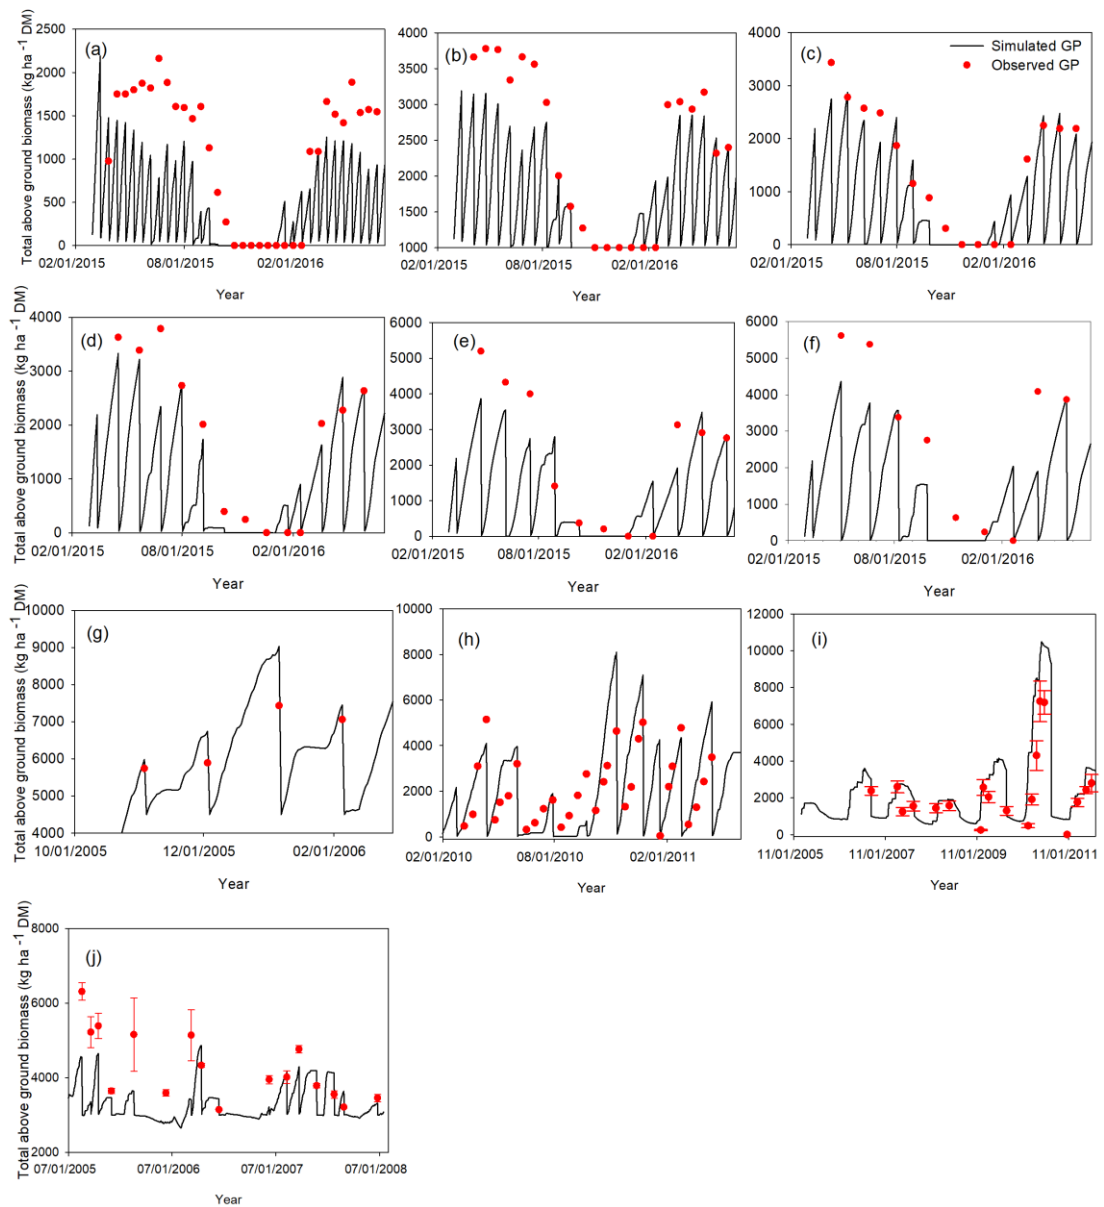 Total above ground biomass (kg ha⁻¹ DM)
2500
2000
1500
1000
500
0
(a)
02/01/2015 08/01/2015 02/01/2016
Year
4000
3500
3000
2500
2000
1500
1000
(b)
02/01/2015 08/01/2015 02/01/2016
Year
4000
3000
2000
1000
0
(c)
Simulated GP
Observed GP
02/01/2015 08/01/2015 02/01/2016
Year
Total above ground biomass (kg ha⁻¹ DM)
4000
3000
2000
1000
0
(d)
02/01/2015 08/01/2015 02/01/2016
Year
6000
5000
4000
3000
2000
1000
0
(e)
02/01/2015 08/01/2015 02/01/2016
Year
6000
5000
4000
3000
2000
1000
0
(f)
02/01/2015 08/01/2015 02/01/2016
Year
Total above ground biomass (kg ha⁻¹ DM)
10000
9000
8000
7000
6000
5000
4000
(g)
10/01/2005 12/01/2005 02/01/2006
Year
10000
8000
6000
4000
2000
0
(h)
02/01/2010 08/01/2010 02/01/2011
Year
12000
10000
8000
6000
4000
2000
0
(i)
11/01/2005 11/01/2007 11/01/2009 11/01/2011
Year
Total above ground biomass (kg ha⁻¹ DM)
8000
6000
4000
2000
(j)
07/01/2005 07/01/2006 07/01/2007 07/01/2008
Year